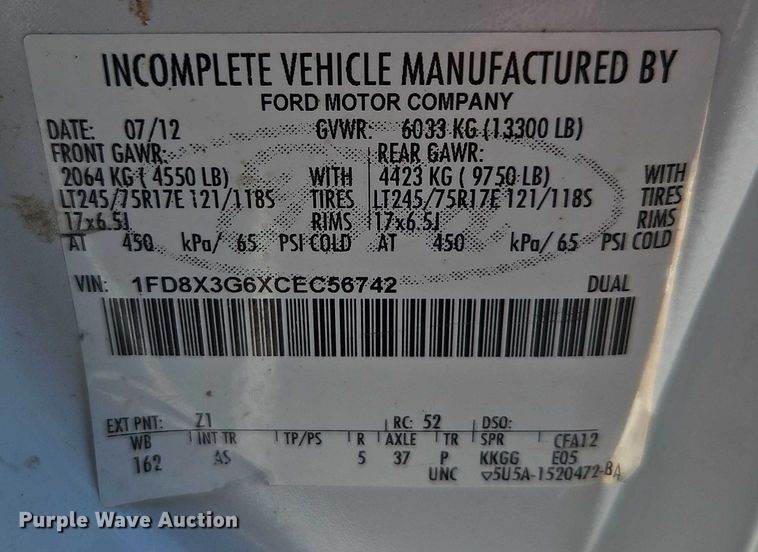 INCOMPLETE VEHICLE MANUFACTURED BY
FORD MOTOR COMPANY
DATE: 07/12 GVWR: 6033 KG (13300 LB)
FRONT GAWR: REAR GAWR:
2064 KG ( 4550 LB) WITH 4423 KG ( 9750 LB) WITH
LT245/75R17E 121/118S TIRES LT245/75R17E 121/118S TIRES
17x6.5J RIMS 17x6.5J RIMS
AT 450 kPa/ 65 PSI COLD AT 450 kPa/ 65 PSI COLD
VIN: 1FD8X3G6XCEC56742 DUAL
EXT PNT: Z1 RC: 52 DSO:
WB INT TR TP/PS R AXLE TR SPR CFA12
162 AS 5 37 P KKGG E05
UNC 5U5A-1520472-BA
Purple Wave Auction